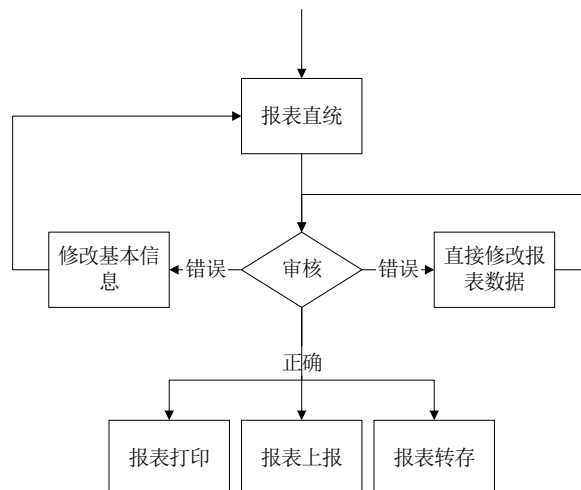 报表直统
修改基本信
息
错误
审核
错误
直接修改报
表数据
正确
报表打印
报表上报
报表转存